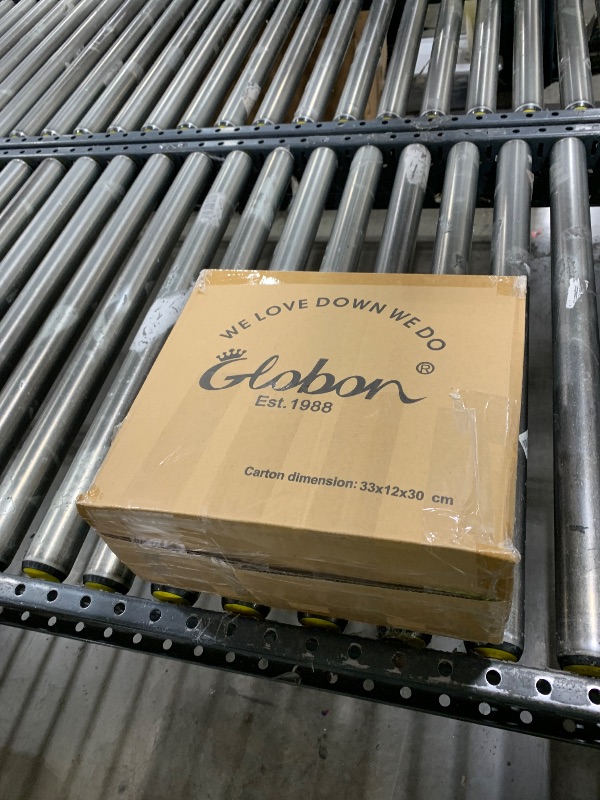 WE LOVE DOWN WE DO
Globon ®
Est.1988
Carton dimension: 33x12x30 cm